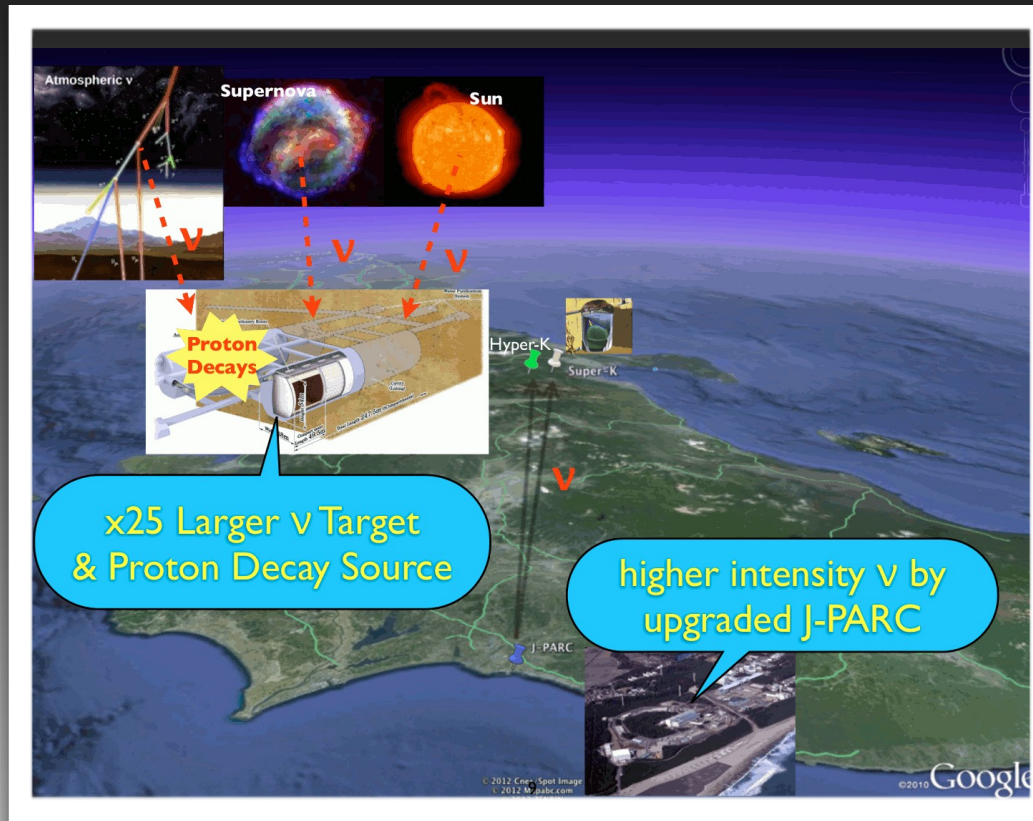 Atmospheric ν
Supernova
Sun
ν
ν
ν
Proton
Decays
Hyper-K
Super-K
ν
x25 Larger ν Target
& Proton Decay Source
higher intensity ν by
upgraded J-PARC
J-PARC
© 2012 Cnes/Spot Image
© 2012 Mapabc.com
©2010 Google